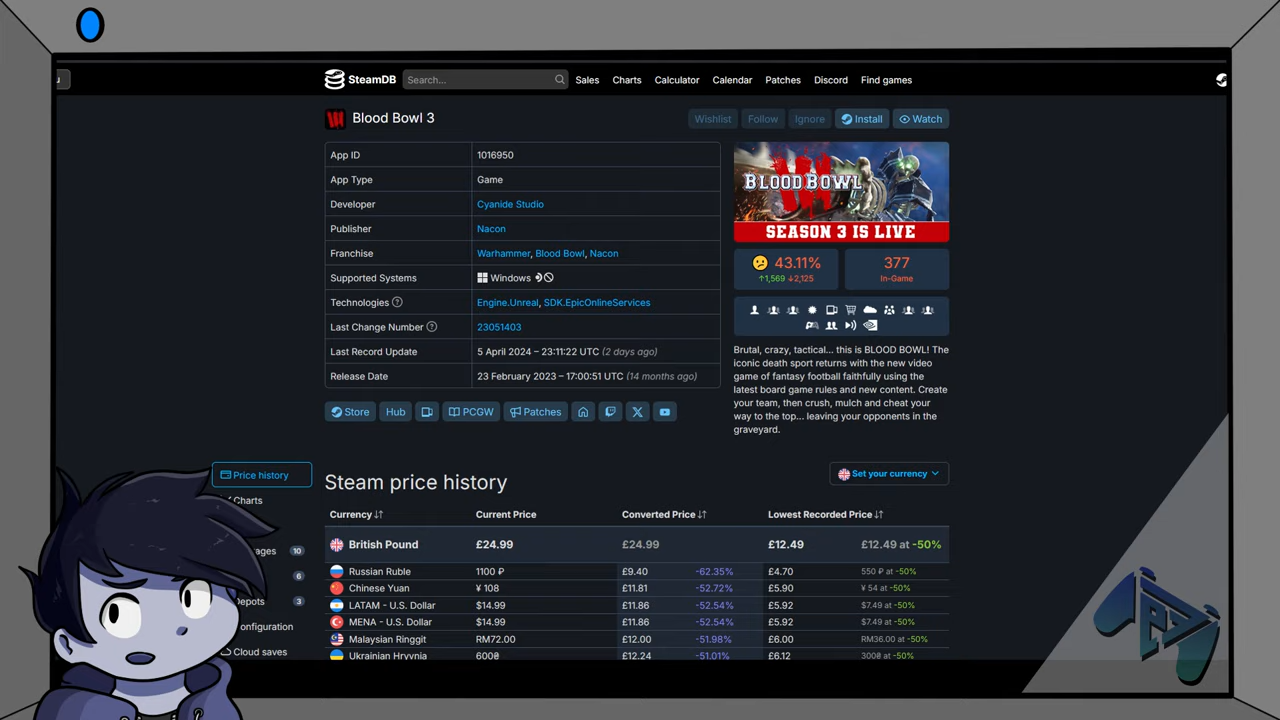 u
SteamDB
Search...
Sales
Charts
Calculator
Calendar
Patches
Discord
Find games
Blood Bowl 3
Wishlist
Follow
Ignore
Install
Watch
App ID 1016950
App Type Game
Developer Cyanide Studio
Publisher Nacon
Franchise Warhammer, Blood Bowl, Nacon
Supported Systems Windows
Technologies Engine.Unreal, SDK.EpicOnlineServices
Last Change Number 23051403
Last Record Update 5 April 2024 – 23:11:22 UTC (2 days ago)
Release Date 23 February 2023 – 17:00:51 UTC (14 months ago)
BLOOD BOWL
SEASON 3 IS LIVE
43.11%
↑1,569 ↓2,125
377
In-Game
Brutal, crazy, tactical... this is BLOOD BOWL! The
iconic death sport returns with the new video
game of fantasy football faithfully using the
latest board game rules and new content. Create
your team, then crush, mulch and cheat your
way to the top... leaving your opponents in the
graveyard.
Store
Hub
PCGW
Patches
Price history
Charts
ages 10
6
epots 3
onfiguration
Cloud saves
Steam price history
Set your currency
Currency Current Price Converted Price Lowest Recorded Price
British Pound £24.99 £24.99 £12.49 £12.49 at -50%
Russian Ruble 1100 ₽ £9.40 -62.35% £4.70 550 ₽ at -50%
Chinese Yuan ¥ 108 £11.81 -52.72% £5.90 ¥ 54 at -50%
LATAM - U.S. Dollar $14.99 £11.86 -52.54% £5.92 $7.49 at -50%
MENA - U.S. Dollar $14.99 £11.86 -52.54% £5.92 $7.49 at -50%
Malaysian Ringgit RM72.00 £12.00 -51.98% £6.00 RM36.00 at -50%
Ukrainian Hryvnia 600₴ £12.24 -51.01% £6.12 300₴ at -50%